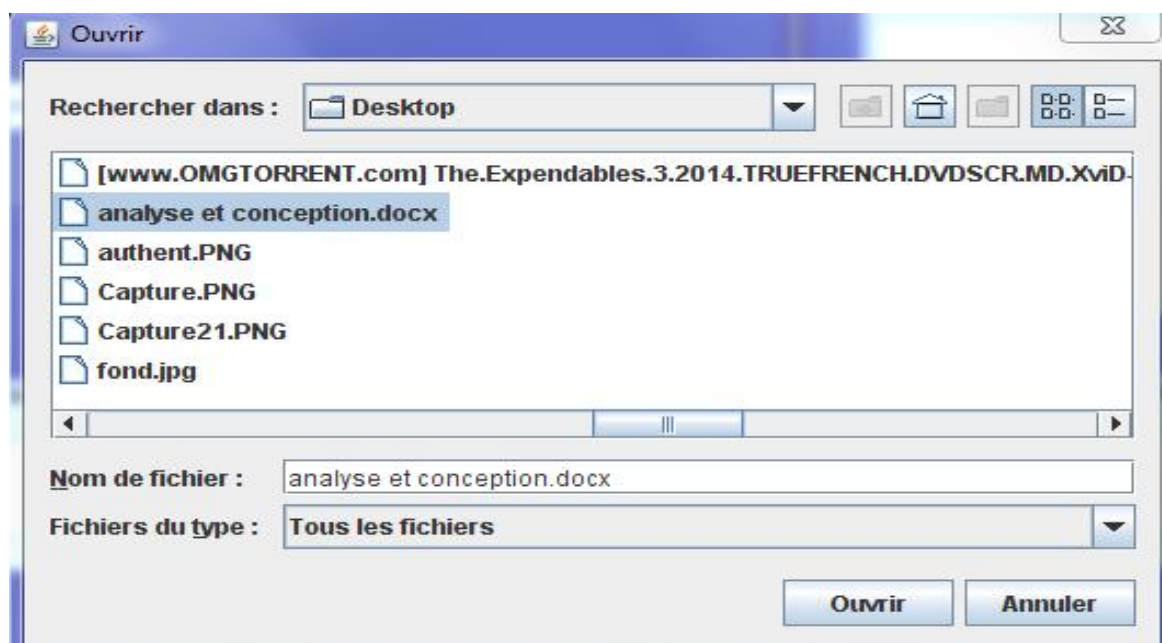 Ouvrir
Rechercher dans :
Desktop
[www.OMGTORRENT.com] The.Expendables.3.2014.TRUEFRENCH.DVDSCR.MD.XviD-
analyse et conception.docx
authent.PNG
Capture.PNG
Capture21.PNG
fond.jpg
Nom de fichier : analyse et conception.docx
Fichiers du type : Tous les fichiers
Ouvrir Annuler